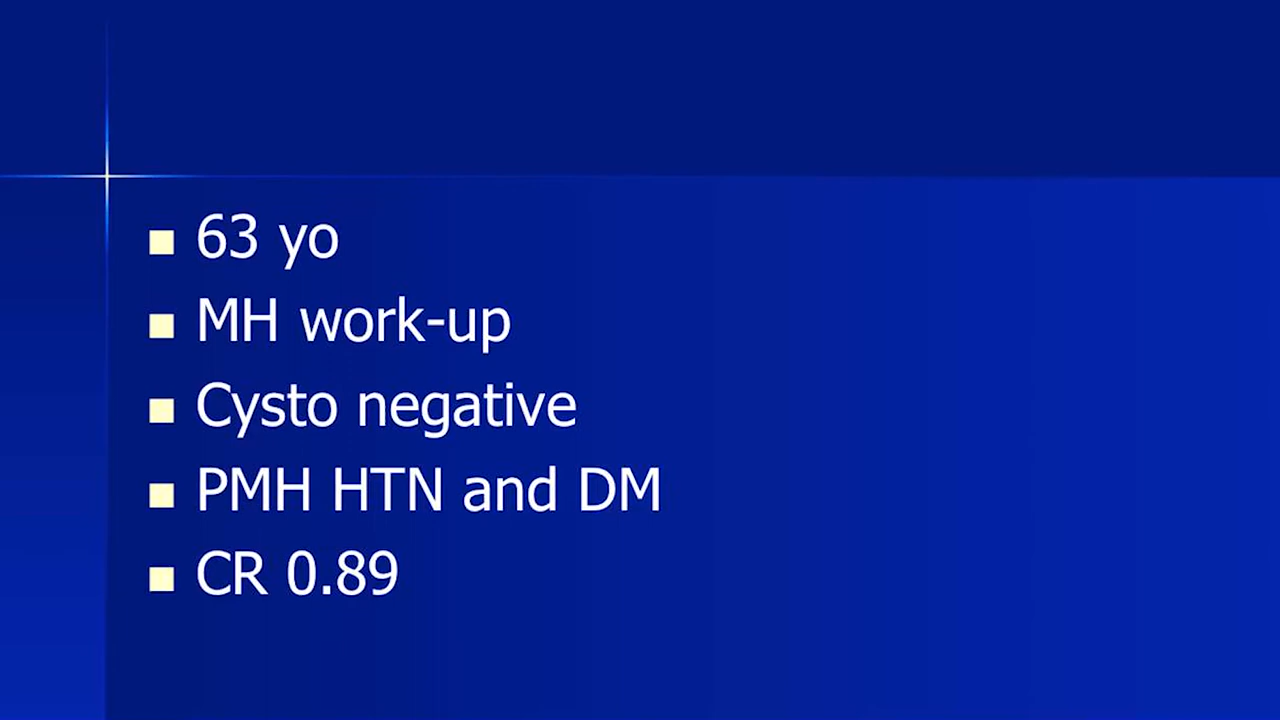 63 yo
MH work-up
Cysto negative
PMH HTN and DM
CR 0.89